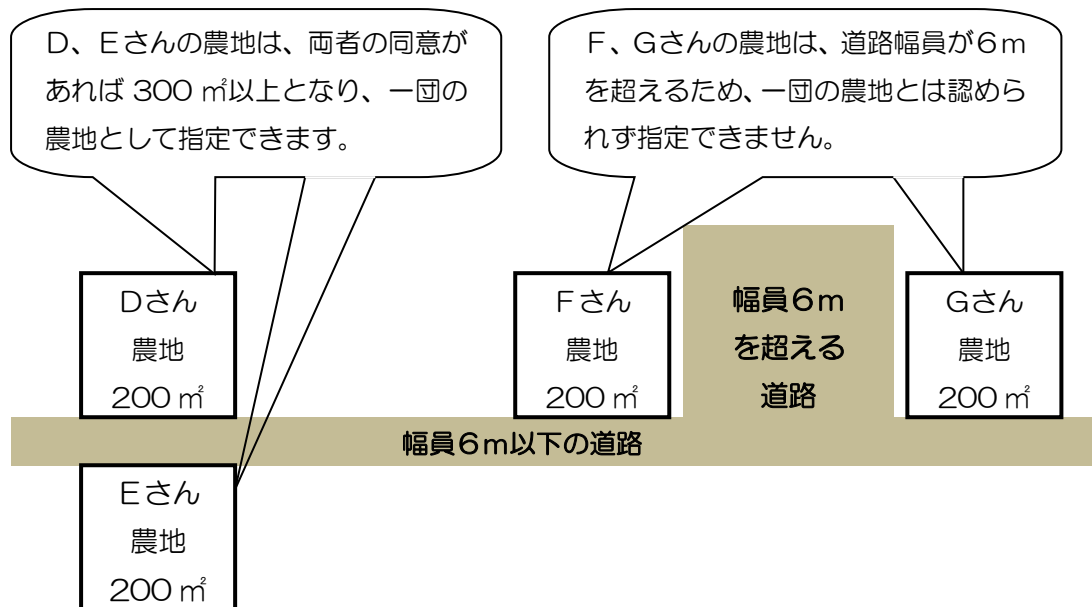 D、Eさんの農地は、両者の同意が
あれば 300 ㎡以上となり、一団の
農地として指定できます。
F、Gさんの農地は、道路幅員が6m
を超えるため、一団の農地とは認めら
れず指定できません。
Dさん
農地
200 ㎡
Fさん
農地
200 ㎡
幅員6m
を超える
道路
Gさん
農地
200 ㎡
幅員6m以下の道路
Eさん
農地
200 ㎡